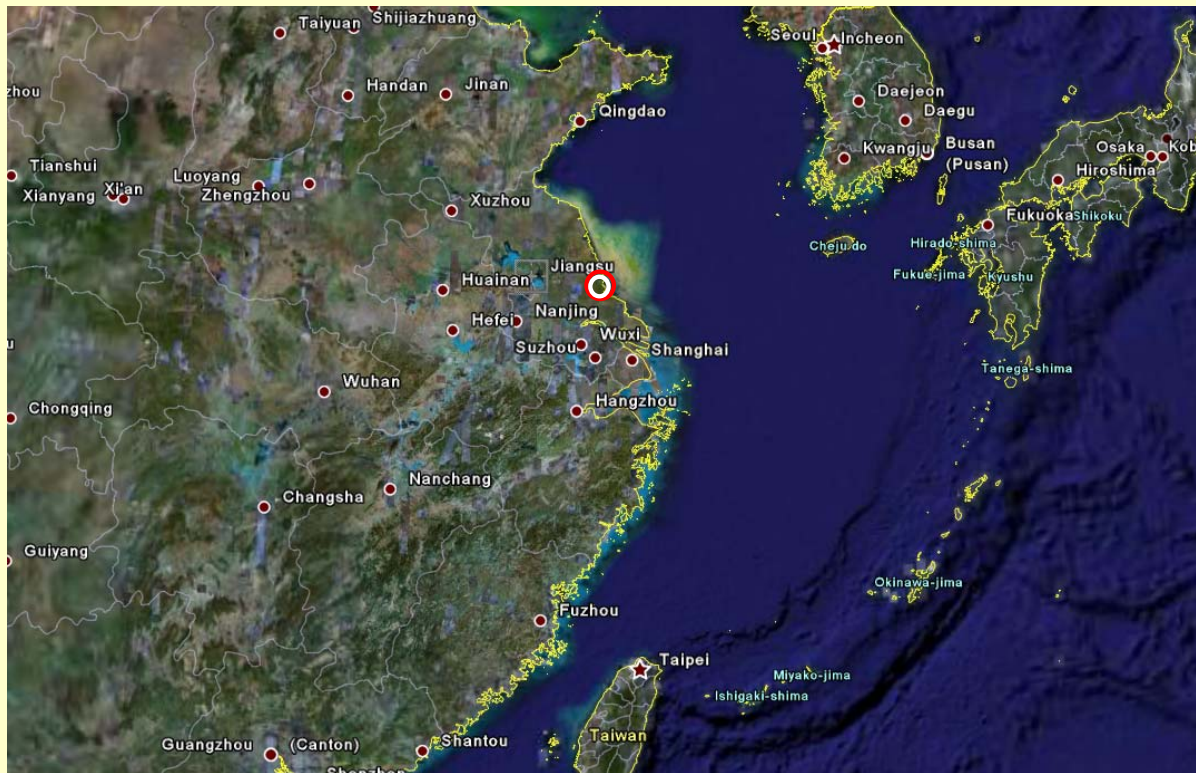 Shijiazhuang
Taiyuan
Seoul
Incheon
zhou
Handan
Jinan
Daejeon
Daegu
Qingdao
Kwangju
Busan
(Pusan)
Osaka
Kob
Tianshui
Luoyang
Hiroshima
Xi'an
Xianyang
Zhengzhou
Xuzhou
Fukuoka
Shikoku
Cheju do
Hirado-shima
Jiangsu
Huainan
Fukue-jima
Kyushu
Nanjing
Hefei
Wuxi
Suzhou
Shanghai
u
Tanega-shima
Wuhan
Hangzhou
Chongqing
Nanchang
Changsha
Guiyang
Okinawa-jima
Fuzhou
Taipei
Miyako-jima
Ishigaki-shima
Taiwan
Guangzhou (Canton)
Shantou
Shenzhen